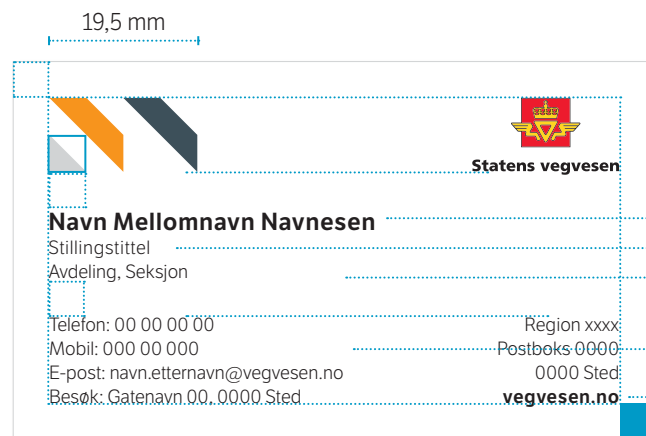 19,5 mm
Statens vegvesen
Navn Mellomnavn Navnesen
Stillingstittel
Avdeling, Seksjon
Telefon: 00 00 00 00
Mobil: 000 00 000
E-post: navn.etternavn@vegvesen.no
Besøk: Gatenavn 00, 0000 Sted
Region xxxx
Postboks 0000
0000 Sted
vegvesen.no